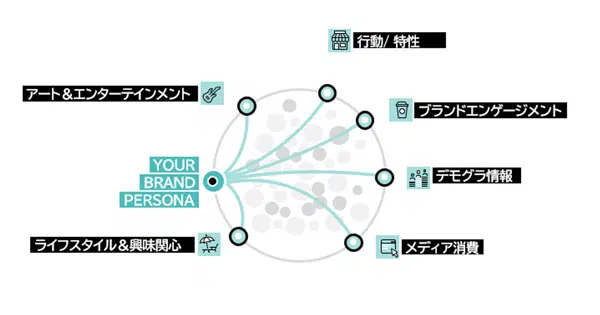 行動/ 特性
アート&エンターテインメント
ブランドエンゲージメント
YOUR
BRAND
PERSONA
デモグラ情報
ライフスタイル&興味関心
メディア消費